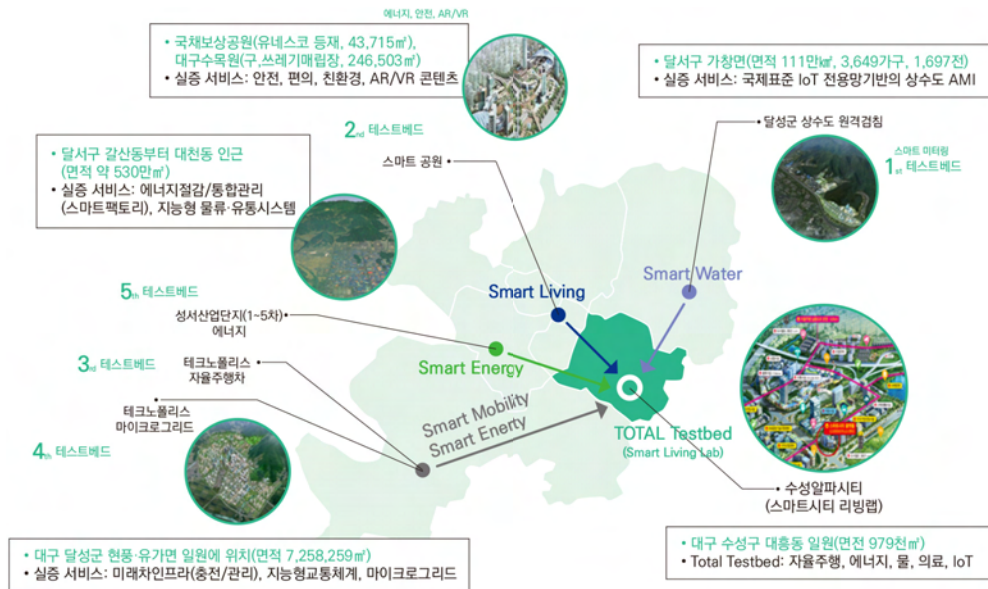 에너지, 안전, AR/VR
• 국채보상공원(유네스코 등재, 43,715㎡),
대구수목원(구,쓰레기매립장, 246,503㎡)
• 실증 서비스: 안전, 편의, 친환경, AR/VR 콘텐츠
• 달서구 가창면(면적 111만㎢, 3,649가구, 1,697전)
• 실증 서비스: 국제표준 IoT 전용망기반의 상수도 AMI
2nd 테스트베드
스마트 공원
• 달성군 상수도 원격검침
스마트 미터링
1st 테스트베드
• 달서구 갈산동부터 대천동 인근
(면적 약 530만㎡)
• 실증 서비스: 에너지절감/통합관리
(스마트팩토리), 지능형 물류·유통시스템
Smart Living
Smart Water
5th 테스트베드
성서산업단지(1~5차)
에너지
Smart Energy
3rd 테스트베드
테크노폴리스
자율주행차
테크노폴리스
마이크로그리드
4th 테스트베드
Smart Mobility
Smart Enerty
TOTAL Testbed
(Smart Living Lab)
• 수성알파시티
(스마트시티 리빙랩)
• 대구 달성군 현풍·유가면 일원에 위치(면적 7,258,259㎡)
• 실증 서비스: 미래차인프라(충전/관리), 지능형교통체계, 마이크로그리드
• 대구 수성구 대흥동 일원(면전 979천㎡)
• Total Testbed: 자율주행, 에너지, 물, 의료, IoT